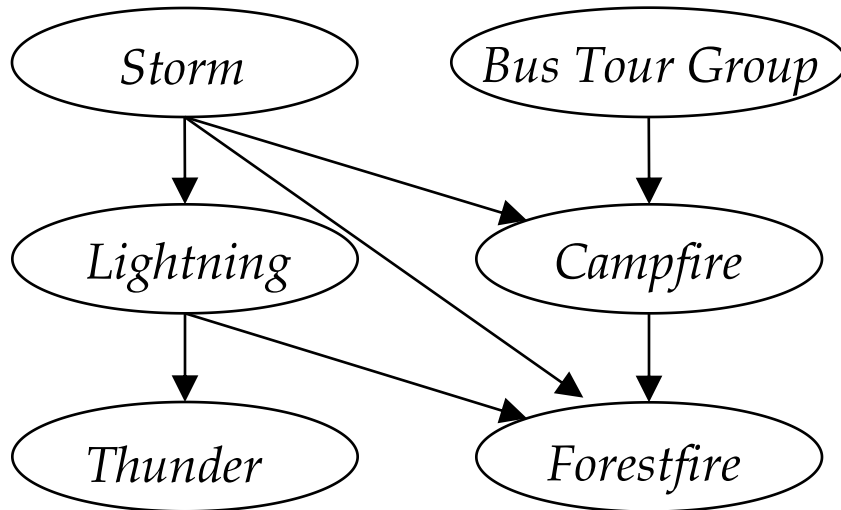 Storm
Bus Tour Group
Lightning
Campfire
Thunder
Forestfire